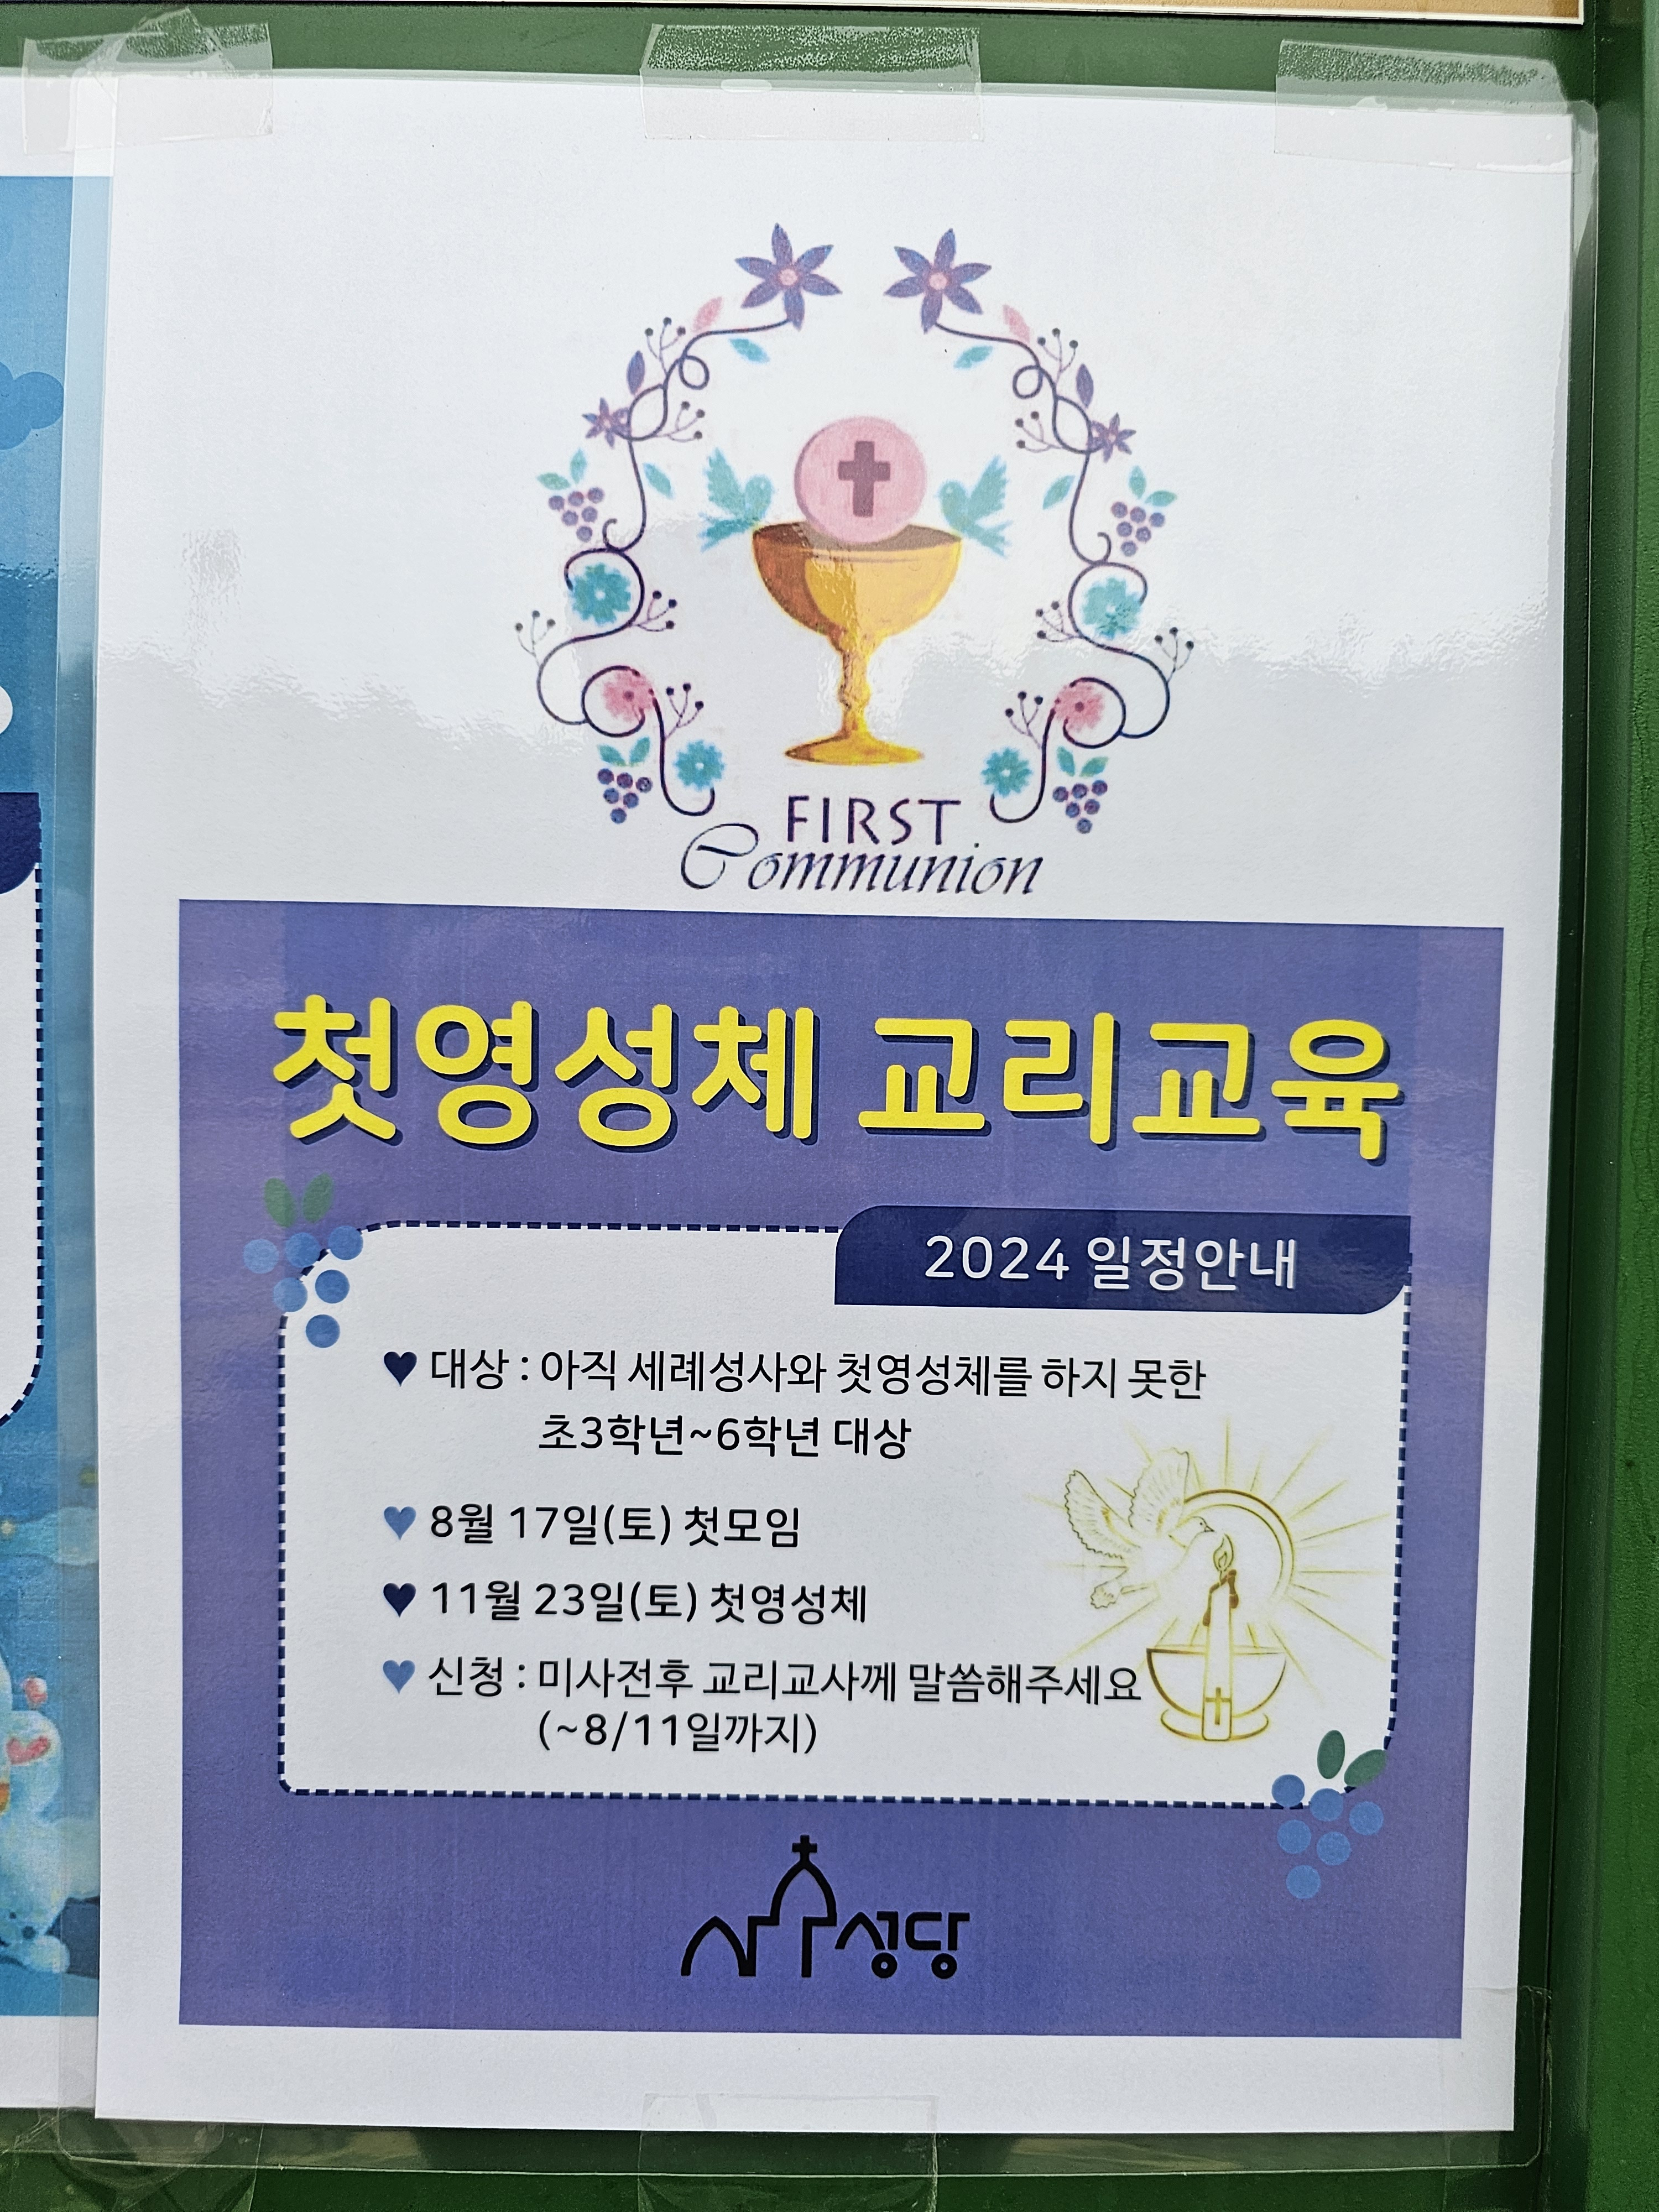 FIRST
Communion
첫영성체 교리교육
2024 일정안내
♥ 대상 : 아직 세례성사와 첫영성체를 하지 못한
초3학년~6학년 대상
♥ 8월 17일(토) 첫모임
♥ 11월 23일(토) 첫영성체
♥ 신청 : 미사전후 교리교사께 말씀해주세요
(~8/11일까지)
성당